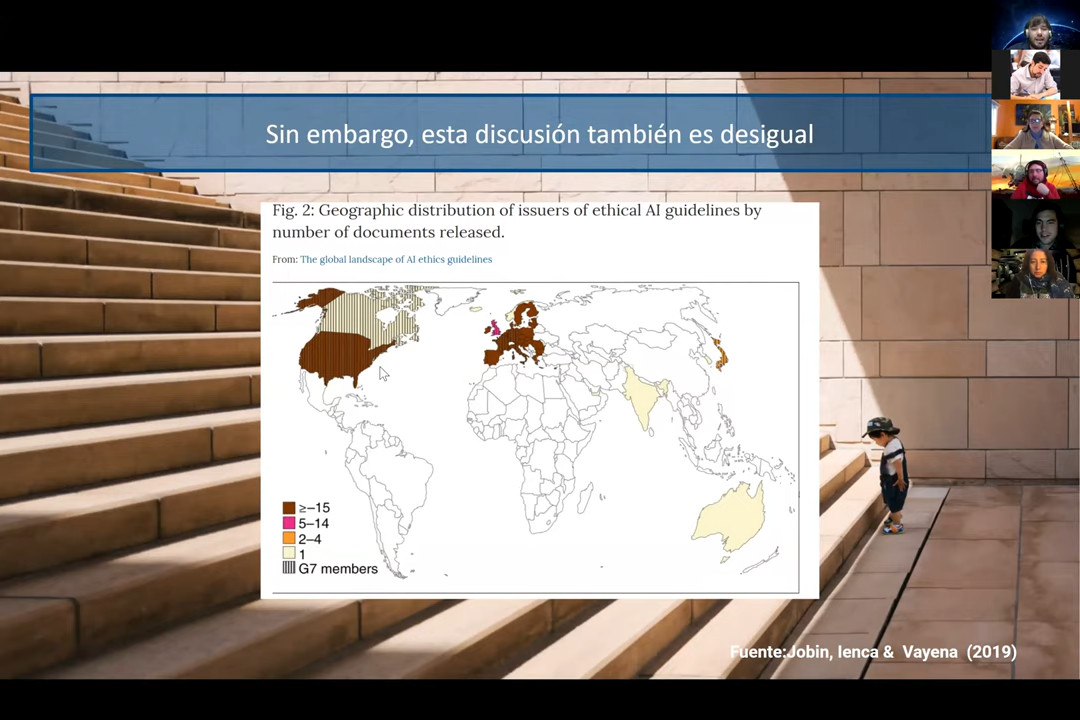 Sin embargo, esta discusión también es desigual
Fig. 2: Geographic distribution of issuers of ethical AI guidelines by
number of documents released.
From: The global landscape of AI ethics guidelines
≥–15
5–14
2–4
1
G7 members
Fuente:Jobin, Ienca & Vayena (2019)